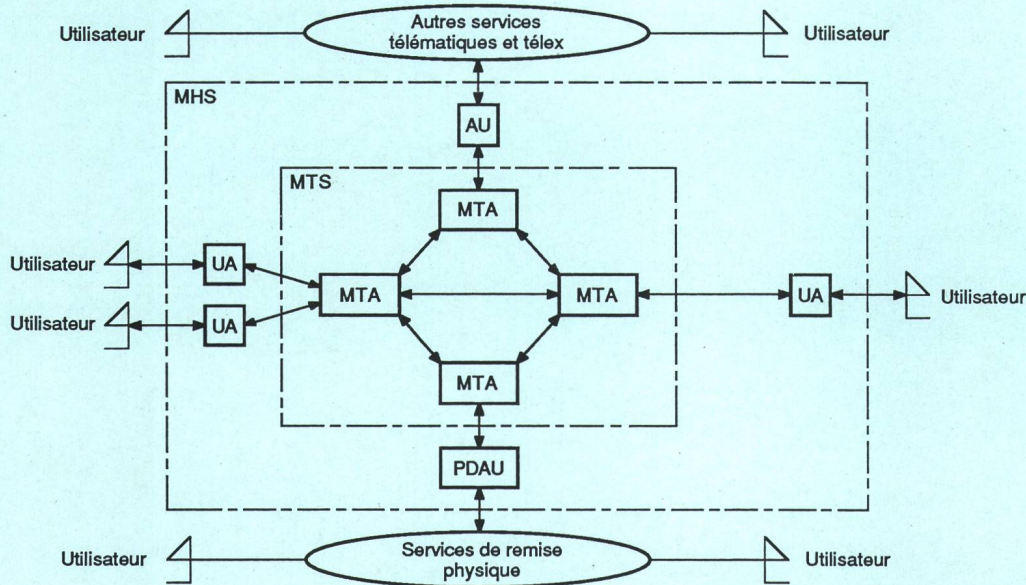 Utilisateur
Autres services
télématiques et télex
Utilisateur
MHS
AU
MTS
MTA
Utilisateur
UA
MTA
MTA
UA
Utilisateur
Utilisateur
UA
MTA
PDAU
Utilisateur
Services de remise
physique
Utilisateur